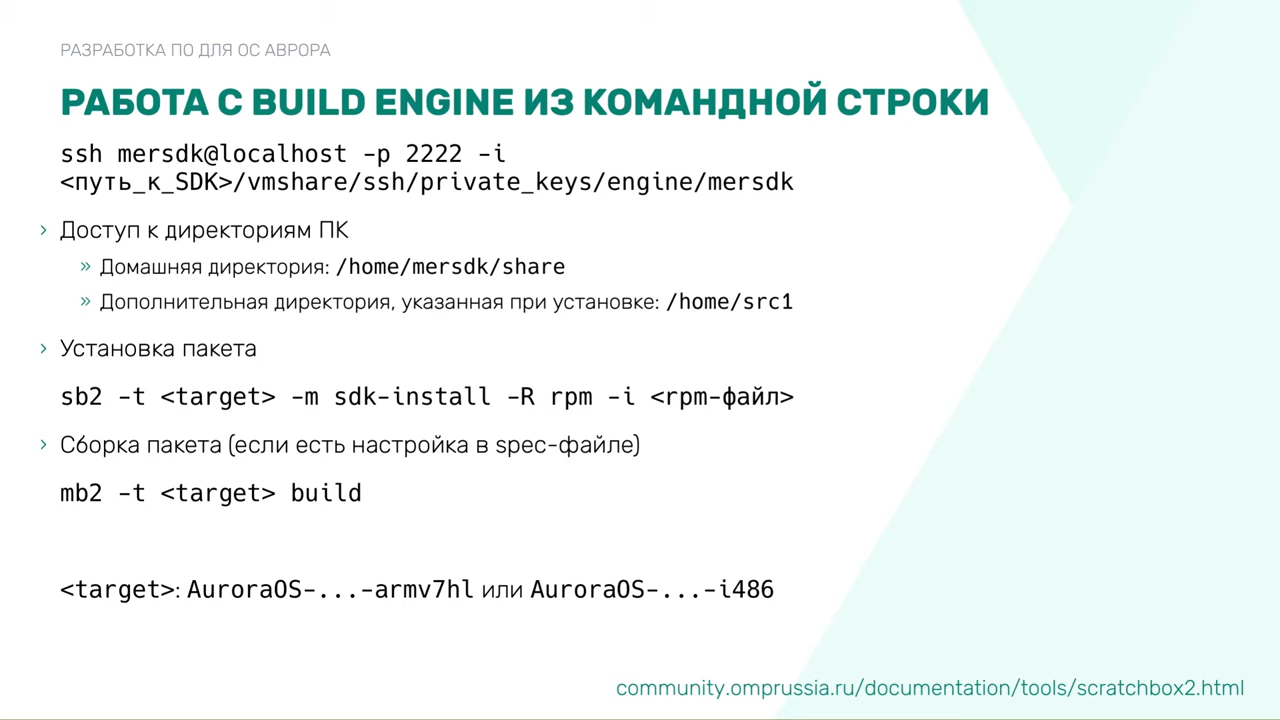 РАЗРАБОТКА ПО ДЛЯ ОС АВРОРА
РАБОТА С BUILD ENGINE ИЗ КОМАНДНОЙ СТРОКИ
ssh mersdk@localhost -p 2222 -i
<путь_к_SDK>/vmshare/ssh/private_keys/engine/mersdk
› Доступ к директориям ПК
» Домашняя директория: /home/mersdk/share
» Дополнительная директория, указанная при установке: /home/src1
› Установка пакета
sb2 -t <target> -m sdk-install -R rpm -i <rpm-файл>
› Сборка пакета (если есть настройка в spec-файле)
mb2 -t <target> build
<target>: AuroraOS-...-armv7hl или AuroraOS-...-i486
community.omprussia.ru/documentation/tools/scratchbox2.html